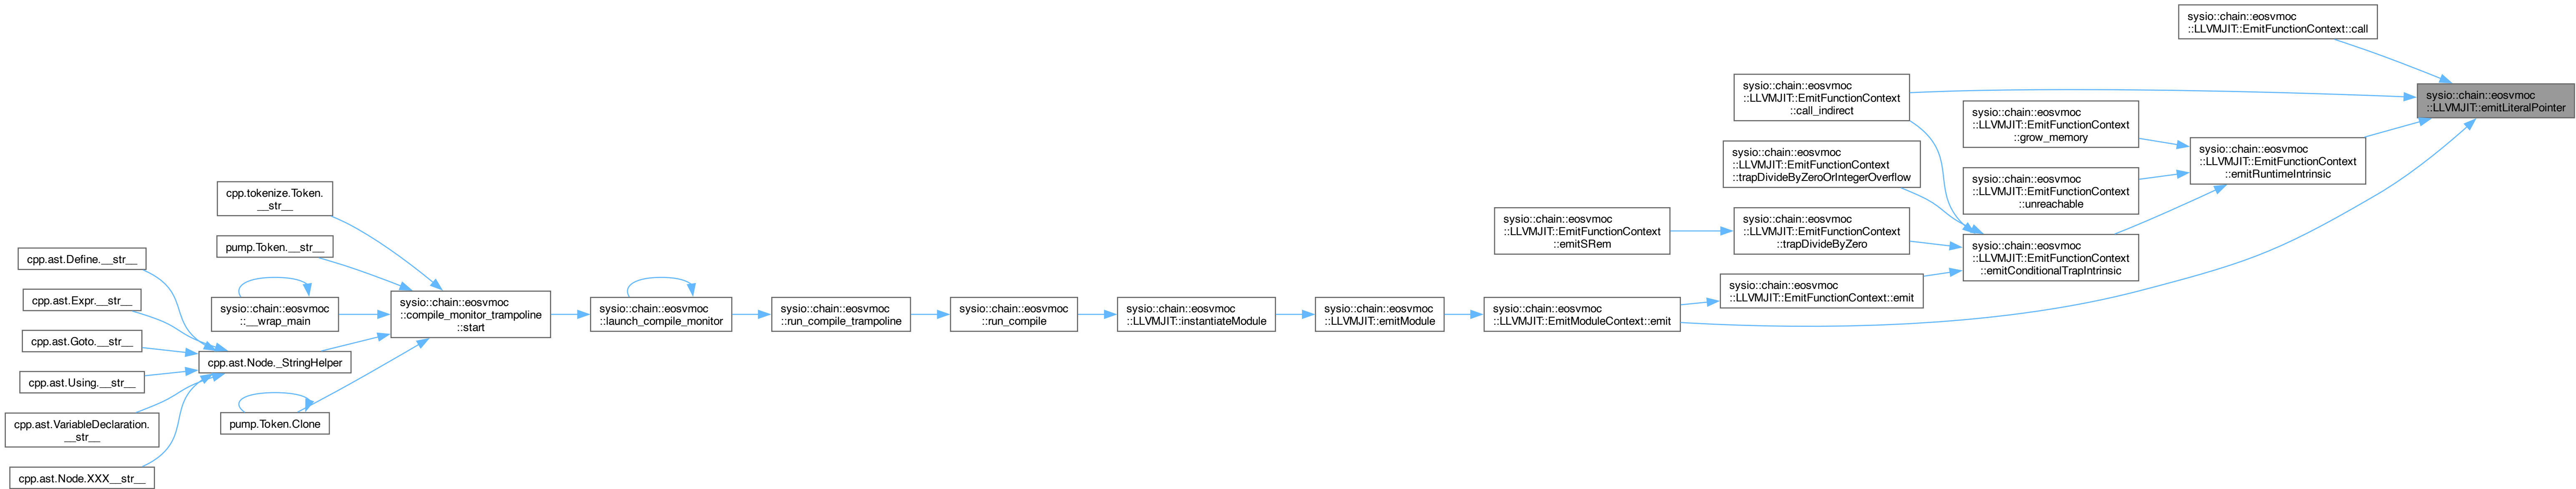 sysio::chain::eosvmoc
::LLVMJIT::EmitFunctionContext::call
sysio::chain::eosvmoc
::LLVMJIT::emitLiteralPointer
sysio::chain::eosvmoc
::LLVMJIT::EmitFunctionContext
::call_indirect
sysio::chain::eosvmoc
::LLVMJIT::EmitFunctionContext
::grow_memory
sysio::chain::eosvmoc
::LLVMJIT::EmitFunctionContext
::emitRuntimeIntrinsic
sysio::chain::eosvmoc
::LLVMJIT::EmitFunctionContext
::trapDivideByZeroOrIntegerOverflow
sysio::chain::eosvmoc
::LLVMJIT::EmitFunctionContext
::unreachable
sysio::chain::eosvmoc
::LLVMJIT::EmitFunctionContext
::emitSRem
sysio::chain::eosvmoc
::LLVMJIT::EmitFunctionContext
::trapDivideByZero
sysio::chain::eosvmoc
::LLVMJIT::EmitFunctionContext
::emitConditionalTrapIntrinsic
sysio::chain::eosvmoc
::LLVMJIT::EmitFunctionContext::emit
sysio::chain::eosvmoc
::LLVMJIT::EmitModuleContext::emit
sysio::chain::eosvmoc
::LLVMJIT::emitModule
sysio::chain::eosvmoc
::LLVMJIT::instantiateModule
sysio::chain::eosvmoc
::run_compile
sysio::chain::eosvmoc
::run_compile_trampoline
sysio::chain::eosvmoc
::launch_compile_monitor
sysio::chain::eosvmoc
::compile_monitor_trampoline
::start
cpp.tokenize.Token.
__str__
pump.Token.__str__
sysio::chain::eosvmoc
::__wrap_main
cpp.ast.Node._StringHelper
pump.Token.Clone
cpp.ast.Define.__str__
cpp.ast.Expr.__str__
cpp.ast.Goto.__str__
cpp.ast.Using.__str__
cpp.ast.VariableDeclaration.
__str__
cpp.ast.Node.XXX__str__